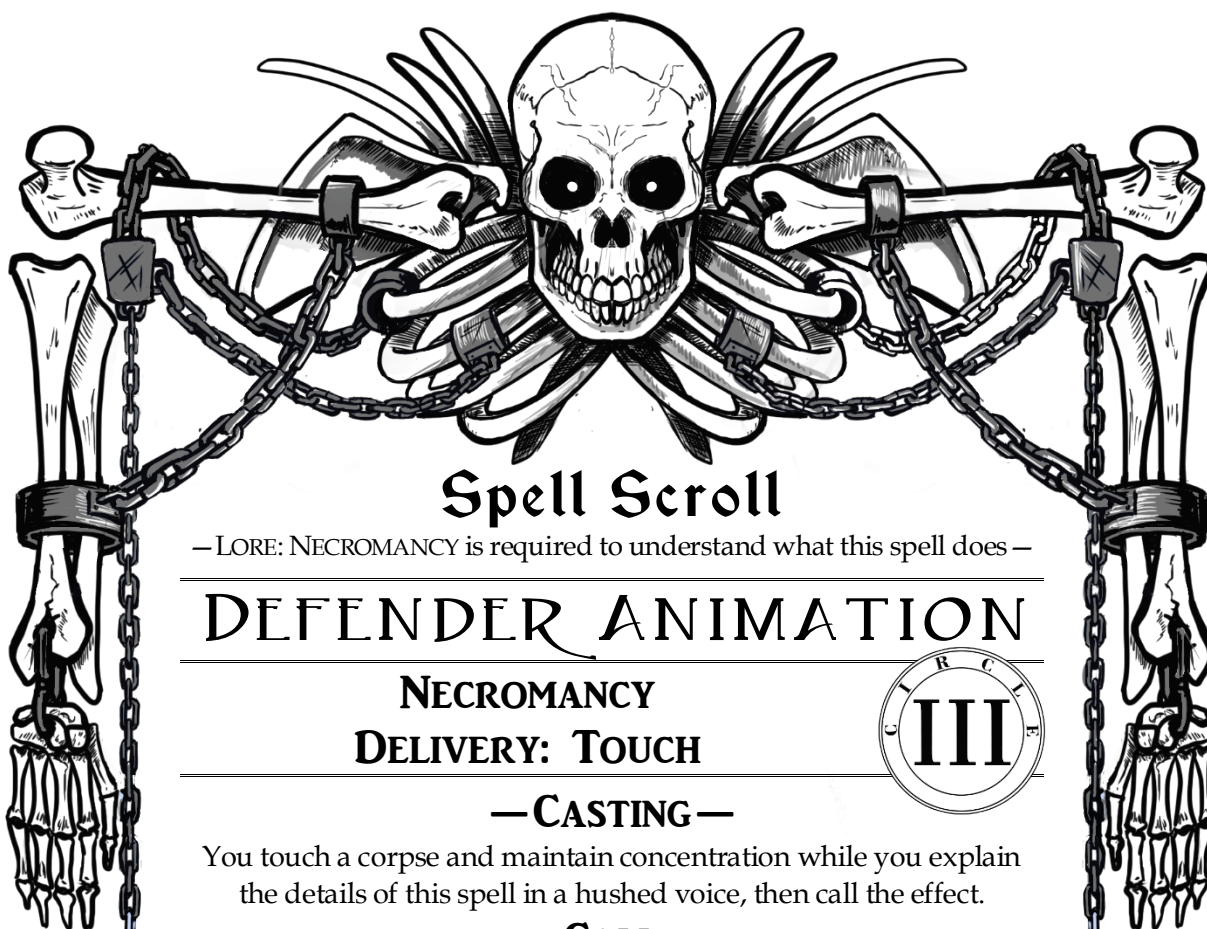 Spell Scroll
—LORE: NECROMANCY is required to understand what this spell does—
DEFENDER ANIMATION
NECROMANCY
DELIVERY: TOUCH
CIRCLE
III
—CASTING—
You touch a corpse and maintain concentration while you explain
the details of this spell in a hushed voice, then call the effect.